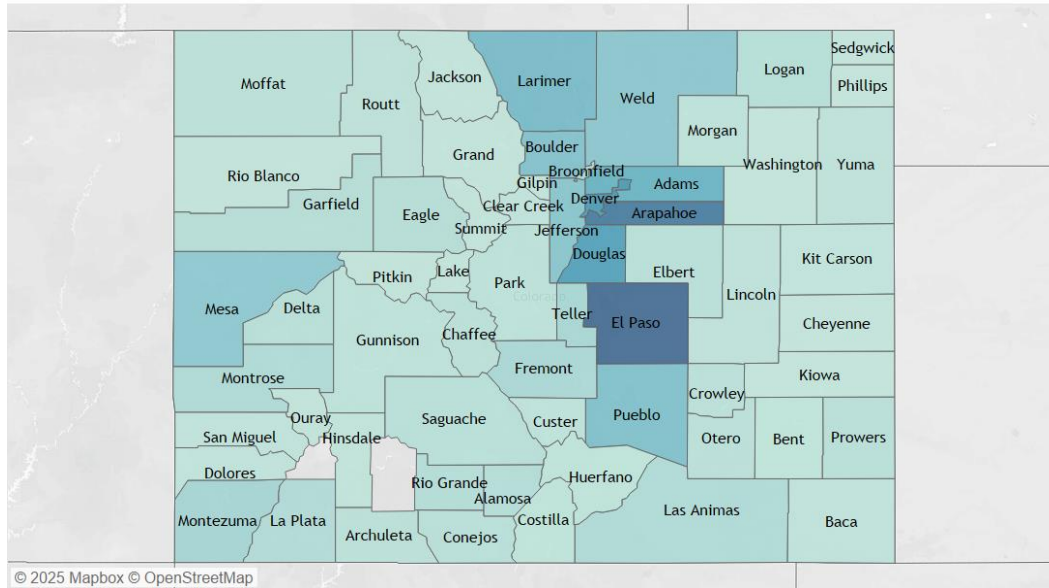 Sedgwick
Logan
Jackson
Moffat
Larimer
Phillips
Weld
Routt
Morgan
Boulder
Grand
Washington
Yuma
Broomfield
Rio Blanco
Gilpin
Adams
Denver
Garfield
Clear Creek
Eagle
Arapahoe
Summit
Jefferson
Douglas
Kit Carson
Lake
Elbert
Pitkin
Park
Lincoln
Colorado
Mesa
Delta
Teller
El Paso
Cheyenne
Chaffee
Gunnison
Fremont
Kiowa
Montrose
Crowley
Pueblo
Ouray
Saguache
Custer
San Miguel
Hinsdale
Otero
Bent
Prowers
Dolores
Huerfano
Rio Grande
Alamosa
Las Animas
Montezuma
La Plata
Costilla
Baca
Archuleta
Conejos
© 2025 Mapbox © OpenStreetMap